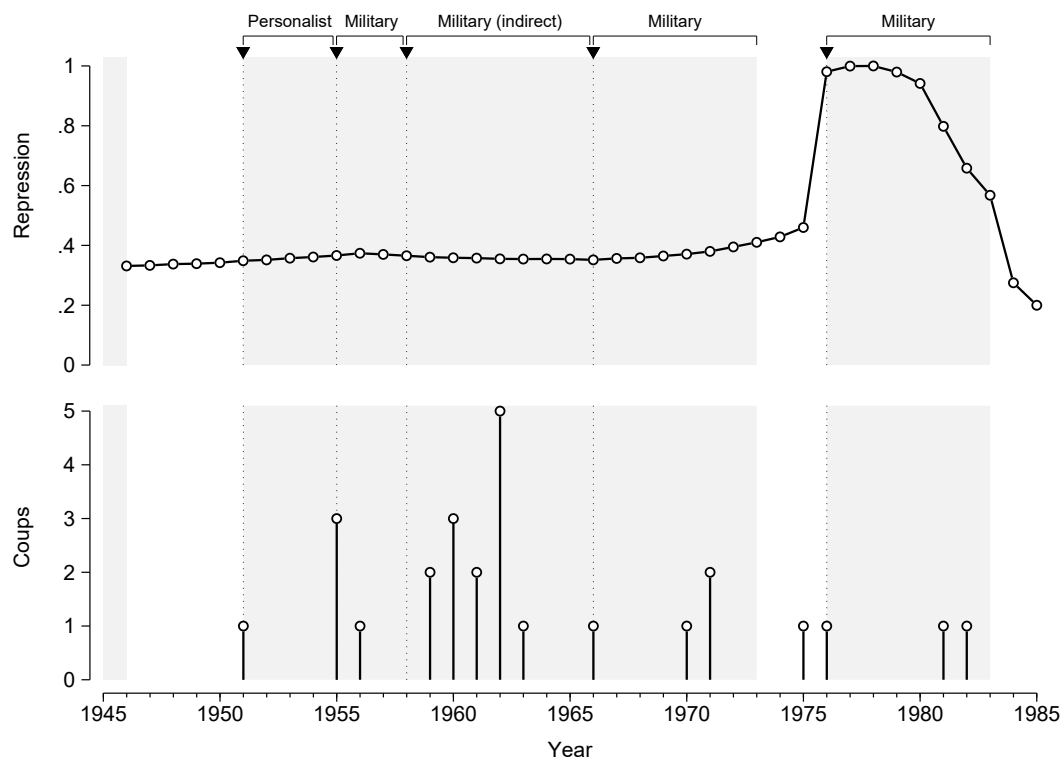 Personalist Military Military (indirect) Military Military
1
.8
.6
.4
.2
0
Repression
5
4
3
2
1
0
Coups
1945 1950 1955 1960 1965 1970 1975 1980 1985
Year